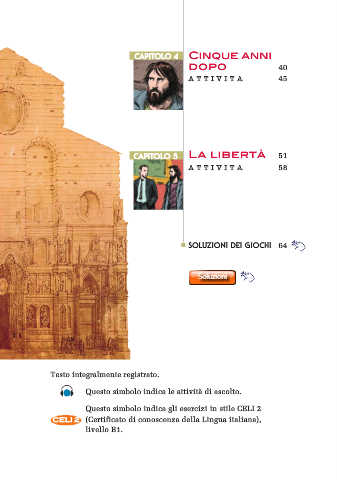 CAPITOLO 4
CINQUE ANNI
DOPO 40
ATTIVITA 45
CAPITOLO 5
LA LIBERTÀ 51
ATTIVITA 58
SOLUZIONI DEI GIOCHI 64
SOLUZIONI
Testo integralmente registrato.
Questo simbolo indica le attività di ascolto.
Questo simbolo indica gli esercizi in stile CELI 2
CELI 2 (Certificato di conoscenza della Lingua italiana),
livello B1.